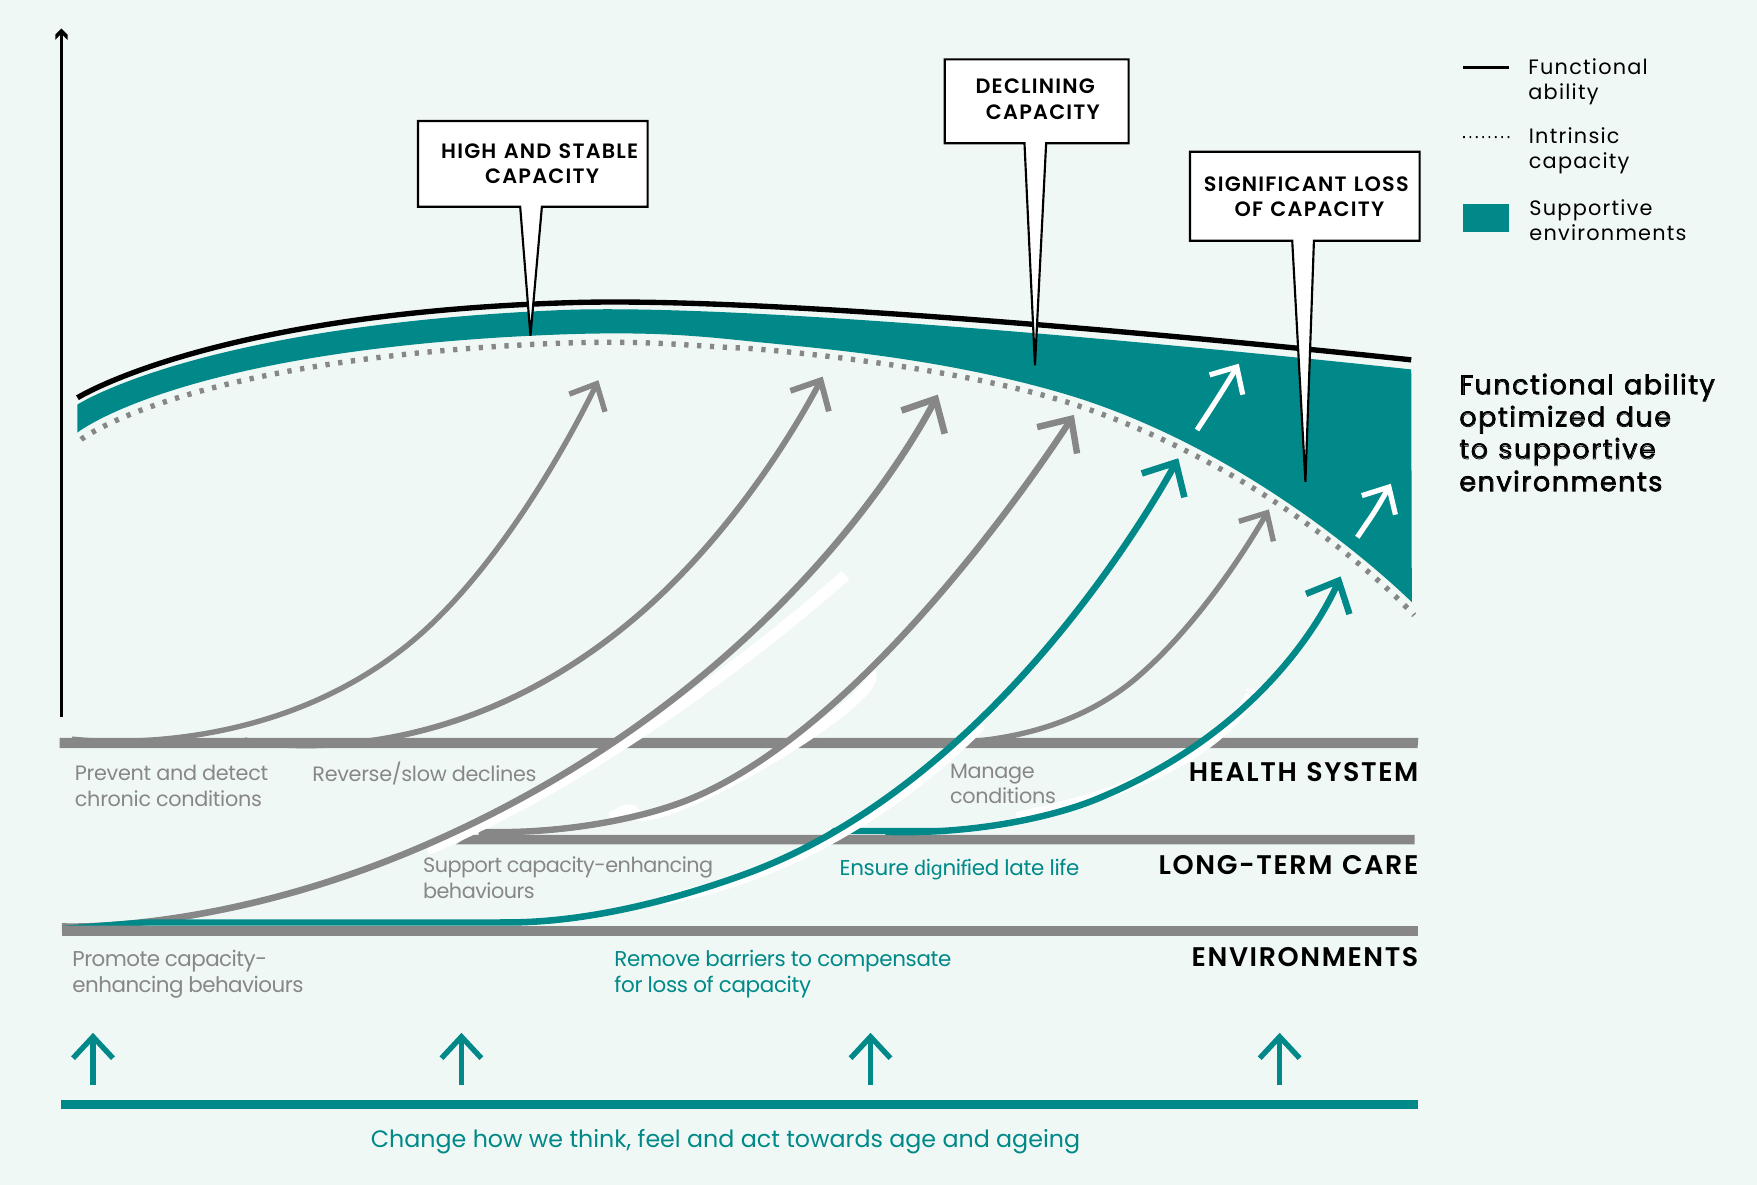 HIGH AND STABLE
CAPACITY
DECLINING
CAPACITY
SIGNIFICANT LOSS
OF CAPACITY
Functional
ability
Intrinsic
capacity
Supportive
environments
Functional ability
optimized due
to supportive
environments
Prevent and detect
chronic conditions
Reverse/slow declines
Manage
conditions
HEALTH SYSTEM
Support capacity-enhancing
behaviours
Ensure dignified late life
LONG-TERM CARE
Promote capacity-
enhancing behaviours
Remove barriers to compensate
for loss of capacity
ENVIRONMENTS
Change how we think, feel and act towards age and ageing